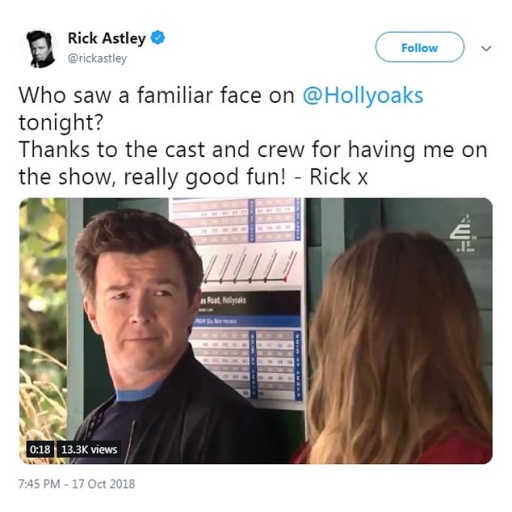 Rick Astley
@rickastley
Follow
Who saw a familiar face on @Hollyoaks
tonight?
Thanks to the cast and crew for having me on
the show, really good fun! - Rick x
as Road, Hollyoaks
0:18 13.3K views
7:45 PM - 17 Oct 2018